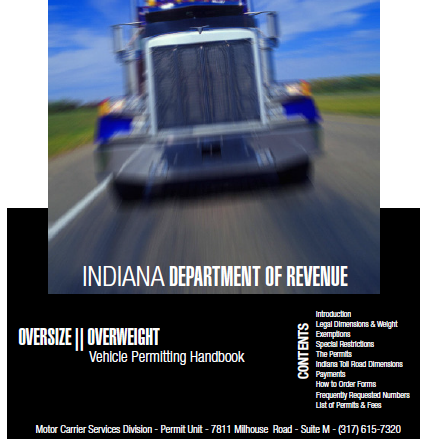 INDIANA DEPARTMENT OF REVENUE
OVERSIZE || OVERWEIGHT
Vehicle Permitting Handbook
CONTENTS
Introduction
Legal Dimensions & Weight
Exemptions
Special Restrictions
The Permits
Indiana Toll Road Dimensions
Payments
How to Order Forms
Frequently Requested Numbers
List of Permits & Fees
Motor Carrier Services Division - Permit Unit - 7811 Milhouse Road - Suite M - (317) 615-7320